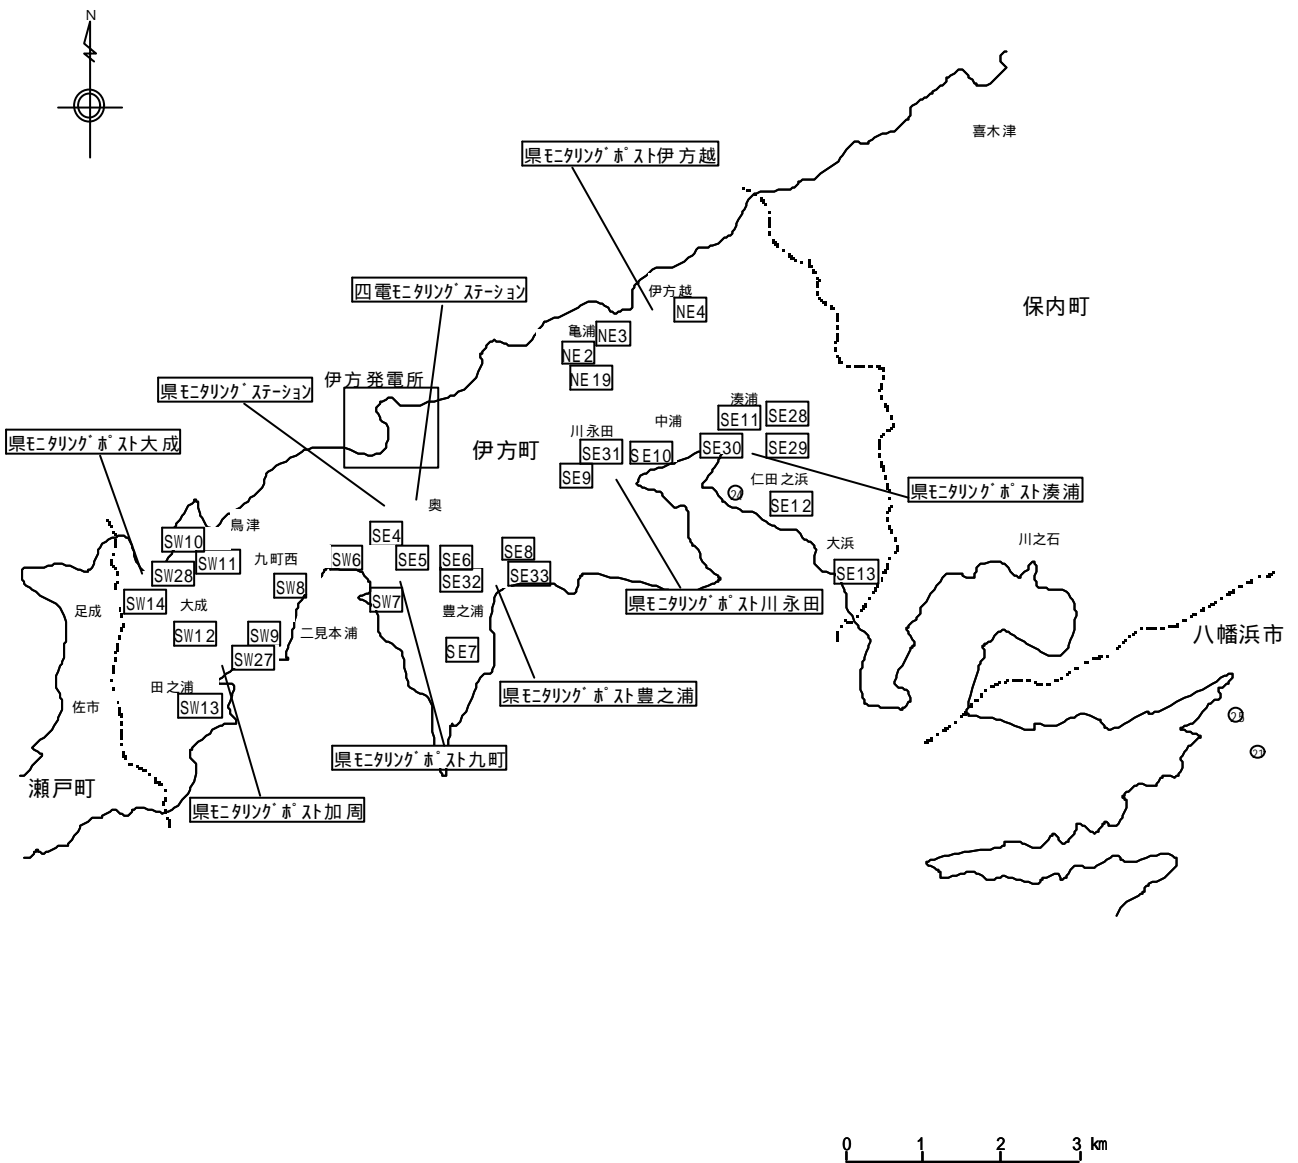 N
喜木津
県モニタリングポスト伊方越
伊方越
NE4
保内町
四電モニタリングステーション
亀浦
NE3
NE2
NE19
伊方発電所
県モニタリングステーション
湊浦
SE11
SE28
中浦
川永田
伊方町
県モニタリングポスト大成
SE31
SE10
SE30
SE29
SE9
仁田之浜
県モニタリングポスト湊浦
24
SE12
奥
鳥津
SW10
SE4
川之石
大浜
九町西
SW6
SE5
SE6
SE8
SW11
SW28
SE32
SE33
SE13
SW8
足成
SW14
大成
SW7
豊之浦
県モニタリングポスト川永田
SW12
SW9
二見本浦
八幡浜市
SE7
SW27
田之浦
県モニタリングポスト豊之浦
佐市
SW13
25
県モニタリングポスト九町
瀬戸町
県モニタリングポスト加周
0 1 2 3 km